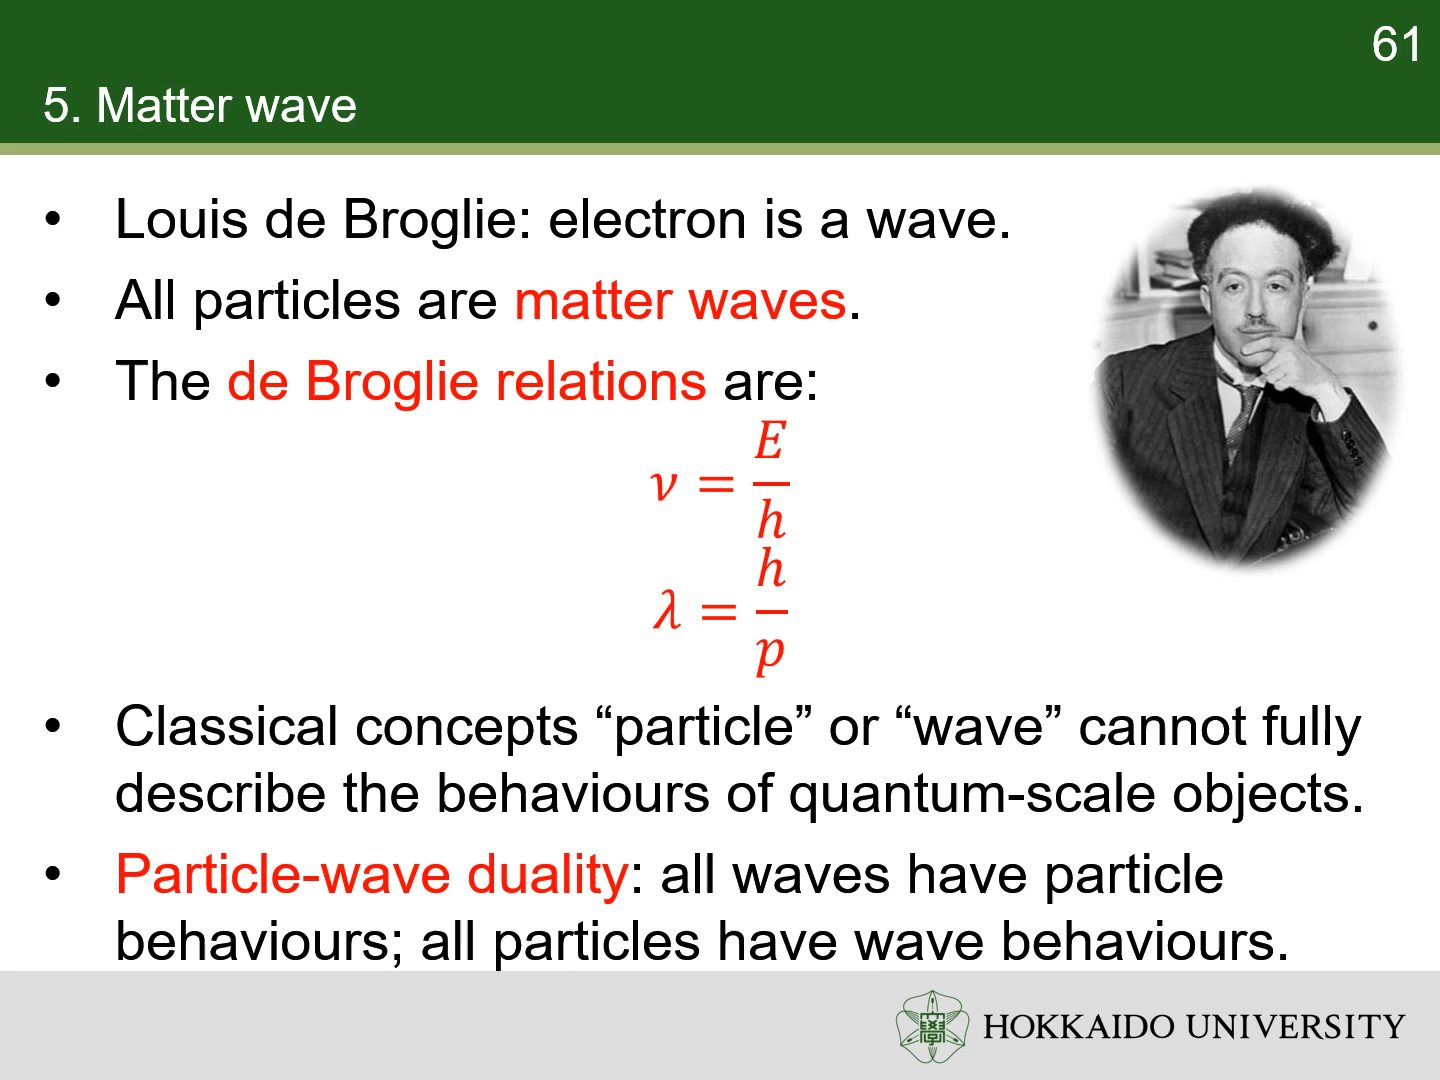 61
5. Matter wave
• Louis de Broglie: electron is a wave.
• All particles are matter waves.
• The de Broglie relations are:
ν = E/h
λ = h/p
• Classical concepts “particle” or “wave” cannot fully
describe the behaviours of quantum-scale objects.
• Particle-wave duality: all waves have particle
behaviours; all particles have wave behaviours.
HOKKAIDO UNIVERSITY